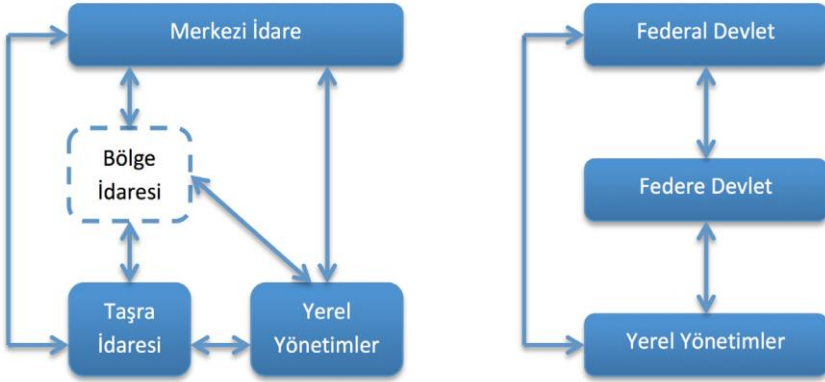 Merkezi İdare
Bölge
İdaresi
Taşra
İdaresi
Yerel
Yönetimler
Federal Devlet
Federe Devlet
Yerel Yönetimler